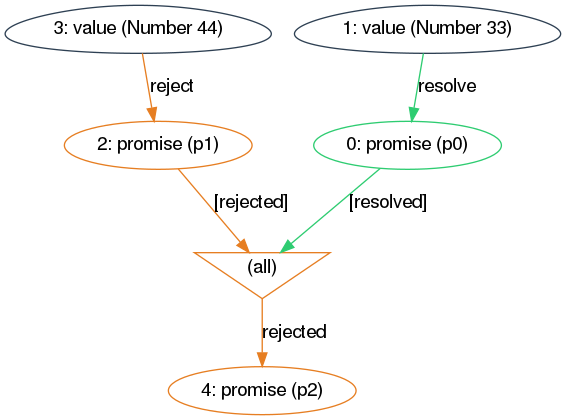 3: value (Number 44)
1: value (Number 33)
reject
resolve
2: promise (p1)
0: promise (p0)
[rejected]
[resolved]
(all)
rejected
4: promise (p2)